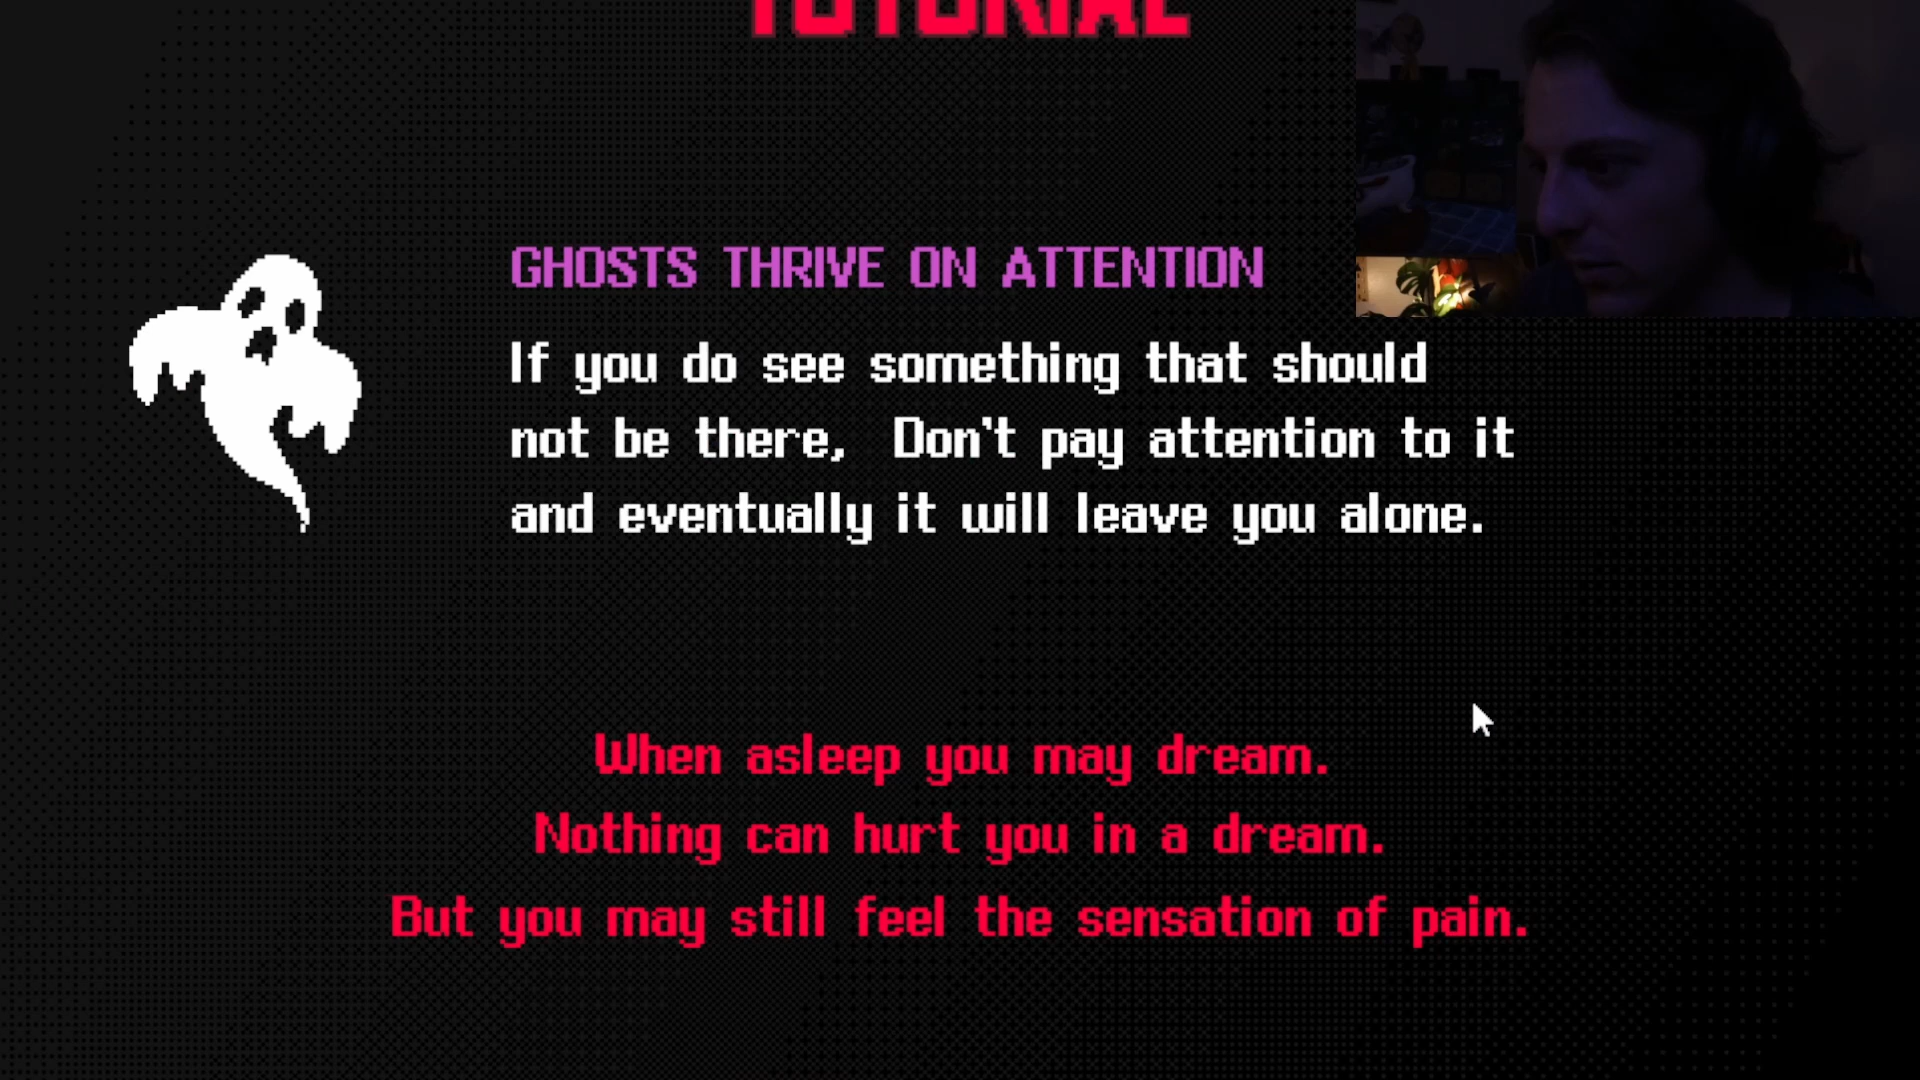 TUTORIAL
GHOSTS THRIVE ON ATTENTION
If you do see something that should
not be there, Don't pay attention to it
and eventually it will leave you alone.
When asleep you may dream.
Nothing can hurt you in a dream.
But you may still feel the sensation of pain.